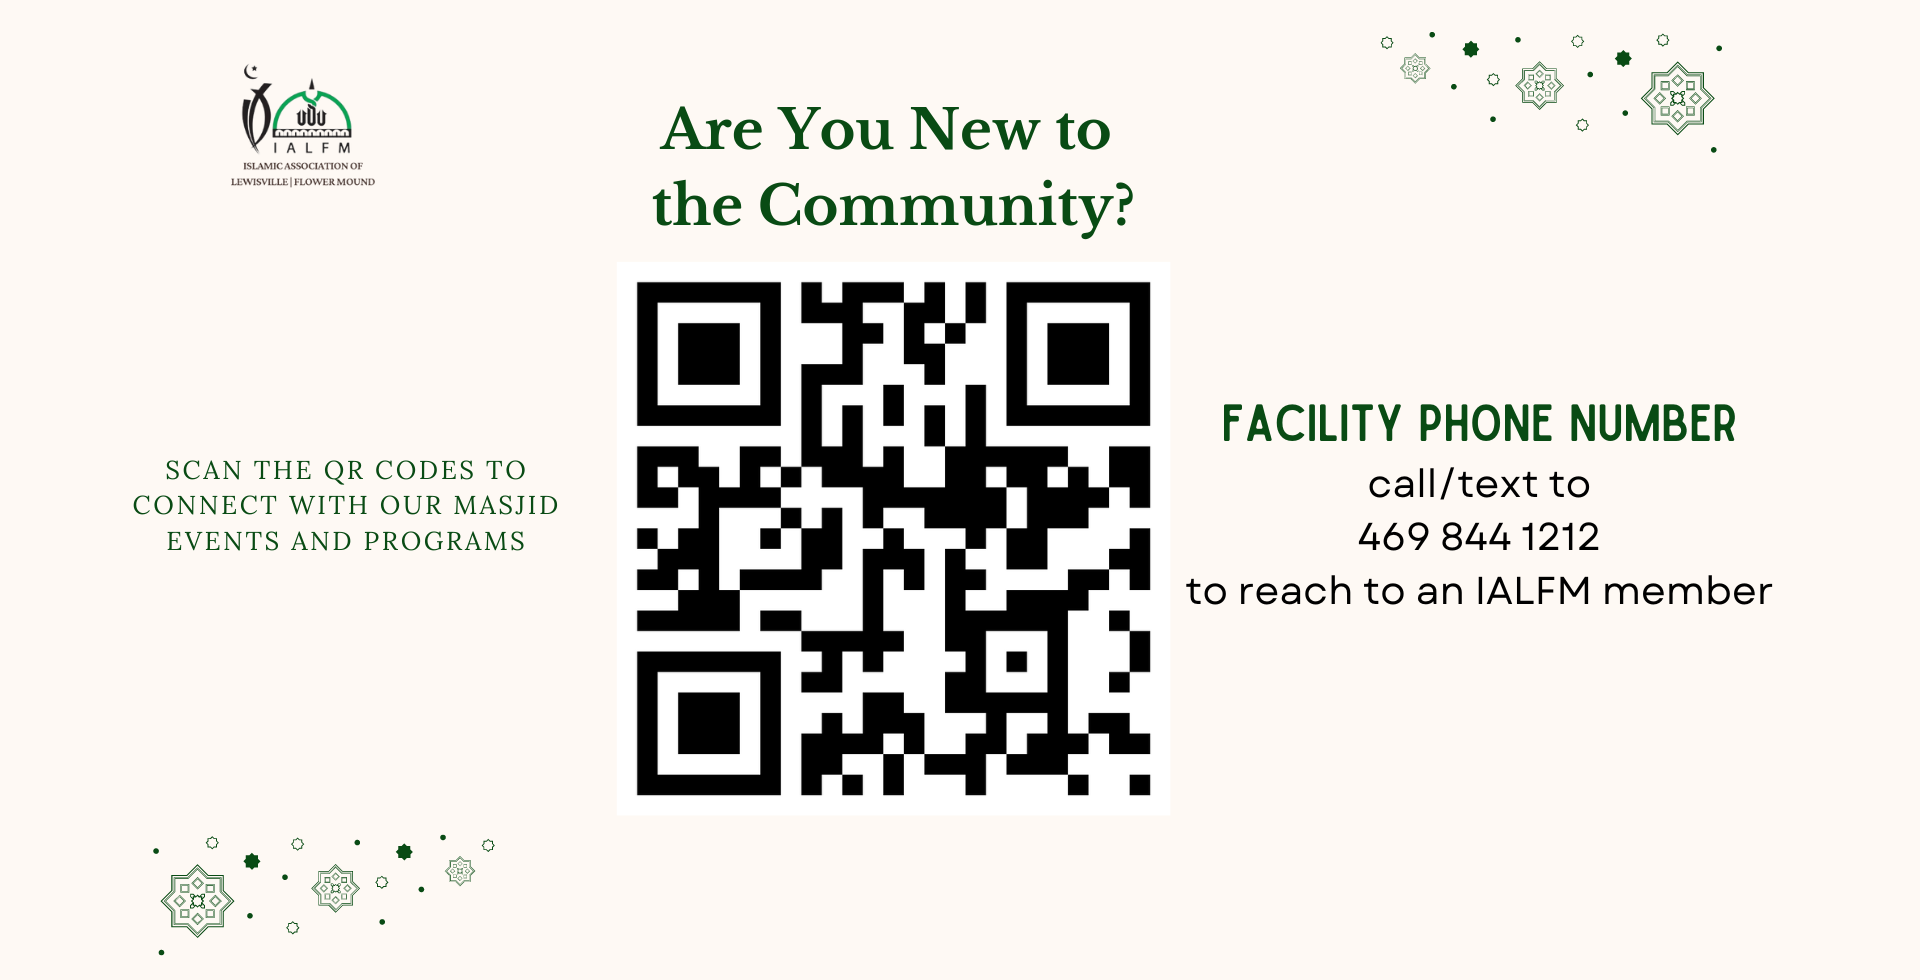 IALFM
ISLAMIC ASSOCIATION OF
LEWISVILLE | FLOWER MOUND
Are You New to
the Community?
SCAN THE QR CODES TO
CONNECT WITH OUR MASJID
EVENTS AND PROGRAMS
FACILITY PHONE NUMBER
call/text to
469 844 1212
to reach to an IALFM member